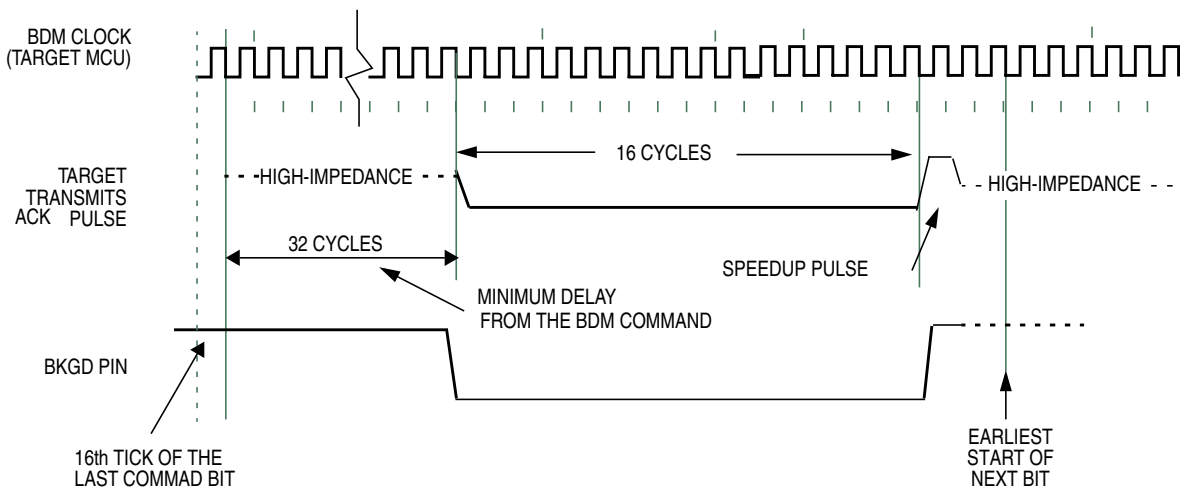 BDM CLOCK
(TARGET MCU)
16 CYCLES
TARGET
TRANSMITS
ACK PULSE
HIGH-IMPEDANCE
HIGH-IMPEDANCE
32 CYCLES
SPEEDUP PULSE
MINIMUM DELAY
FROM THE BDM COMMAND
BKGD PIN
16th TICK OF THE
LAST COMMAD BIT
EARLIEST
START OF
NEXT BIT